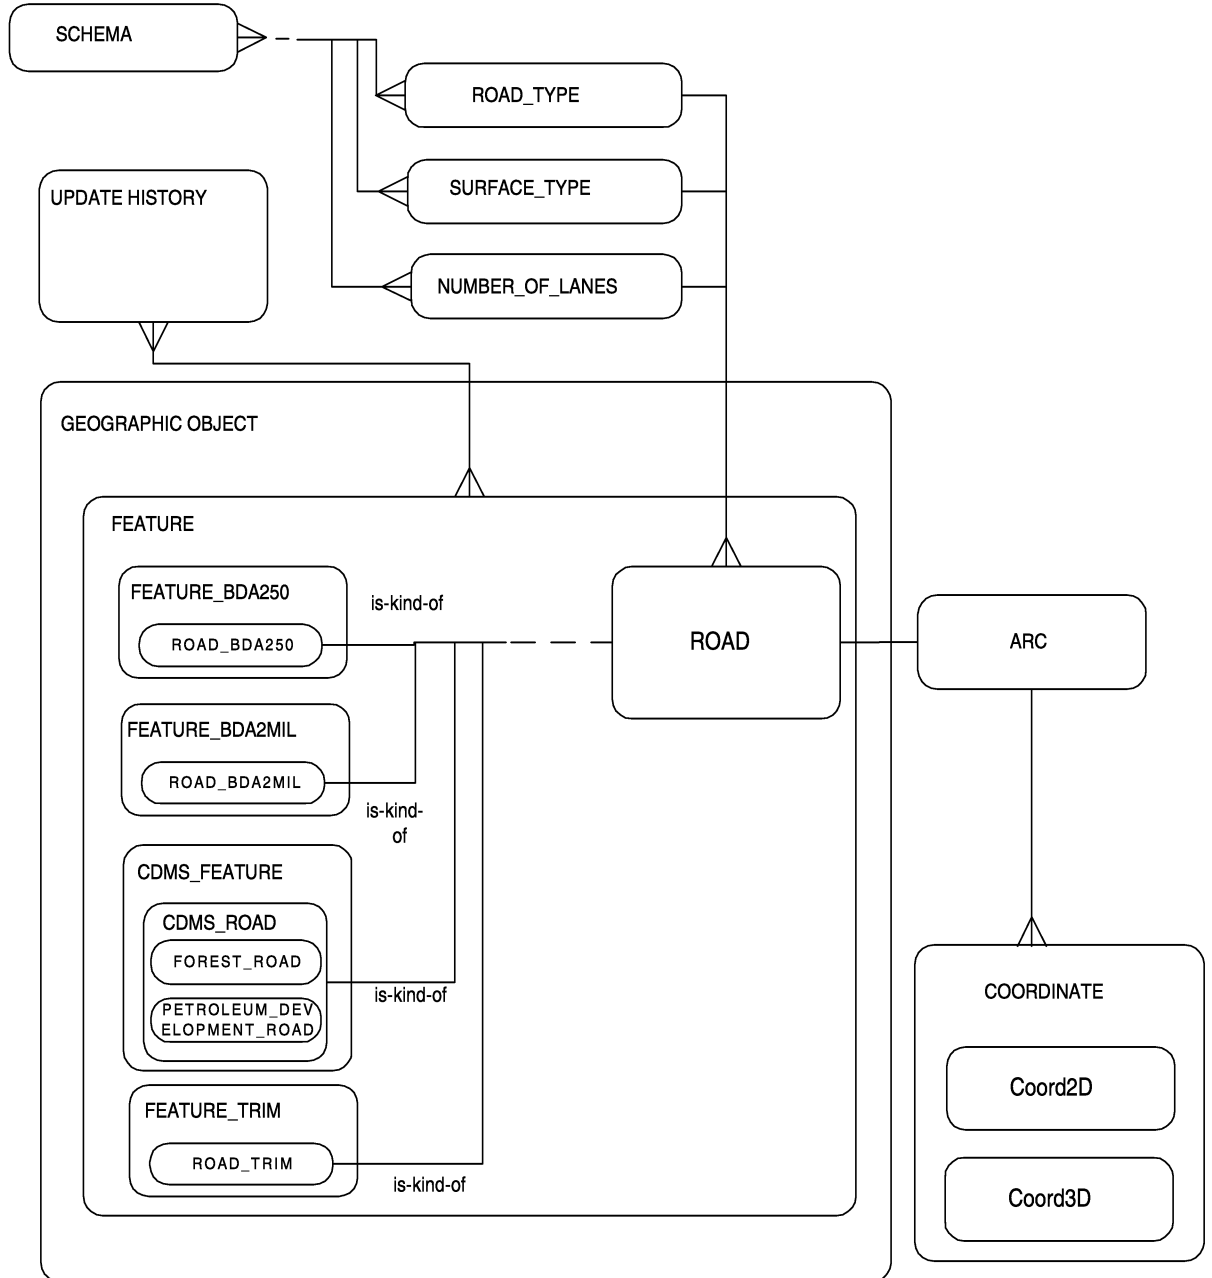 SCHEMA
ROAD_TYPE
SURFACE_TYPE
UPDATE HISTORY
NUMBER_OF_LANES
GEOGRAPHIC OBJECT
FEATURE
FEATURE_BDA250
is-kind-of
ROAD_BDA250
ROAD
ARC
FEATURE_BDA2MIL
ROAD_BDA2MIL
is-kind-
of
CDMS_FEATURE
CDMS_ROAD
FOREST_ROAD
is-kind-of
PETROLEUM_DEV
ELOPMENT_ROAD
COORDINATE
Coord2D
FEATURE_TRIM
ROAD_TRIM
is-kind-of
Coord3D